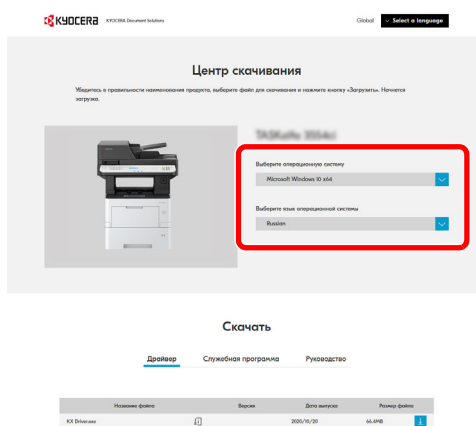 KYOCERA KYOCERA Document Solutions Global Select a language
Центр скачивания
Убедитесь в правильности наименования продукта, выберите файл для скачивания и нажмите кнопку «Загрузить». Начнется
загрузка.
Выберите операционную систему
Microsoft Windows 10 x64
Выберите язык операционной системы
Russian
Скачать
Драйвер Служебная программа Руководство
Название файла Версия Дата выпуска Размер файла
KX Driver.exe 2020/10/20 66.6MB